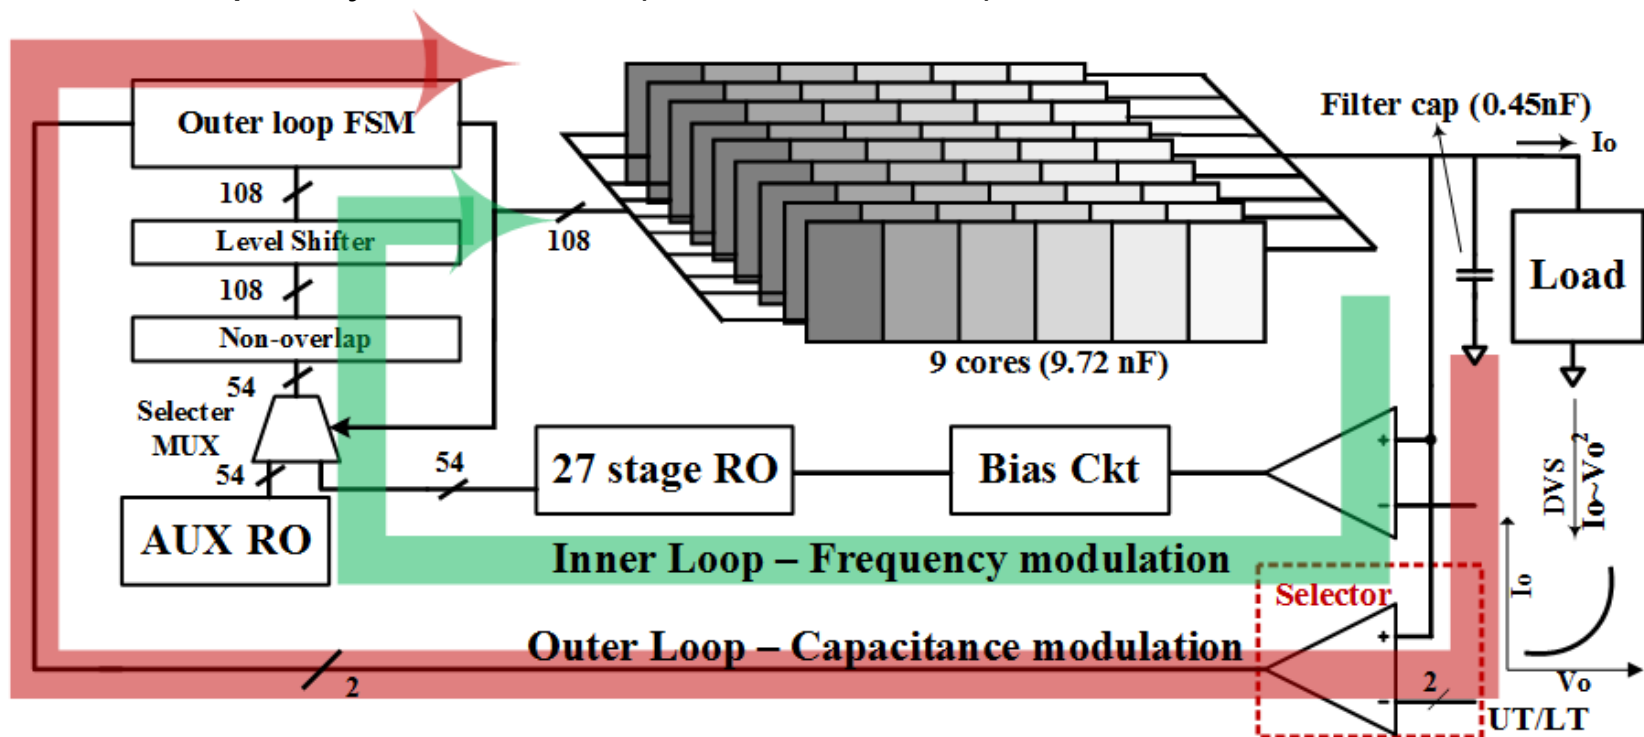 Outer loop FSM
108
Level Shifter
108
Non-overlap
54
Selecter
MUX
54
AUX RO
54
27 stage RO
Bias Ckt
108
9 cores (9.72 nF)
Filter cap (0.45nF)
Io
Load
+
-
DVS
Io~Vo²
Inner Loop – Frequency modulation
Selector
+
-
2
Outer Loop – Capacitance modulation
2
Io
Vo
UT/LT